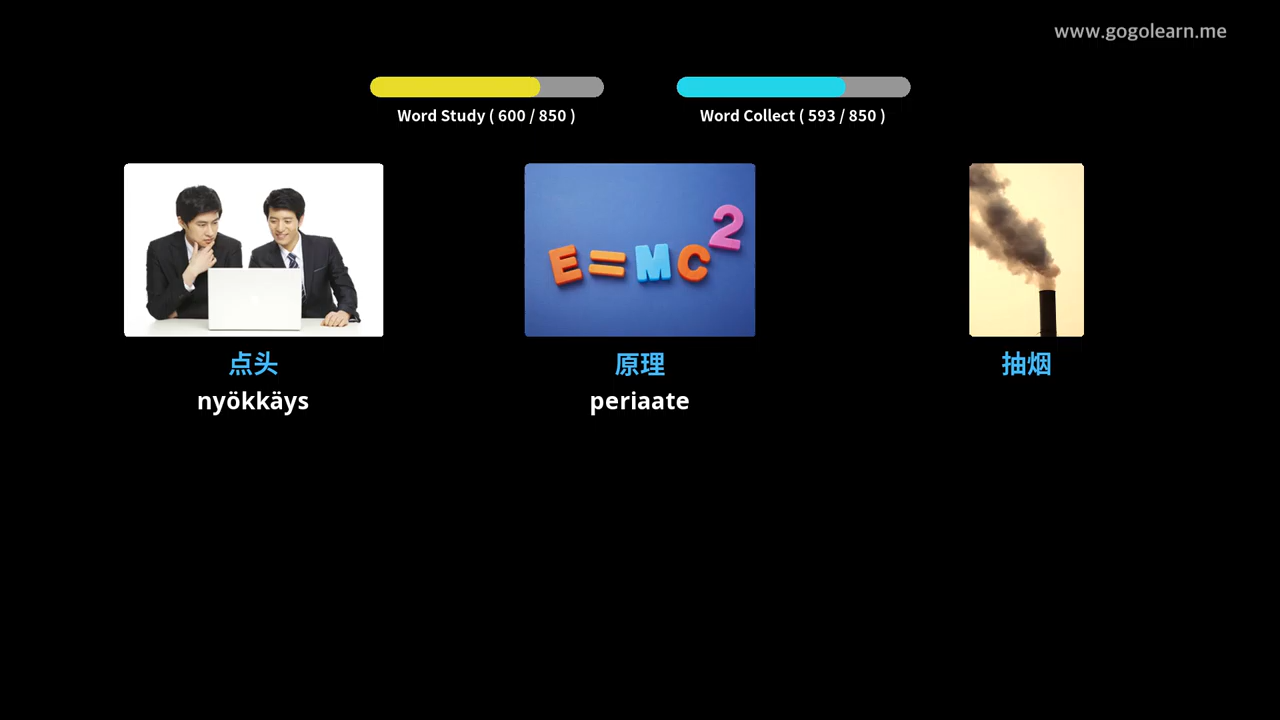 www.gogolearn.me
Word Study ( 600 / 850 )
Word Collect ( 593 / 850 )
E=MC2
点头
nyökkäys
原理
periaate
抽烟